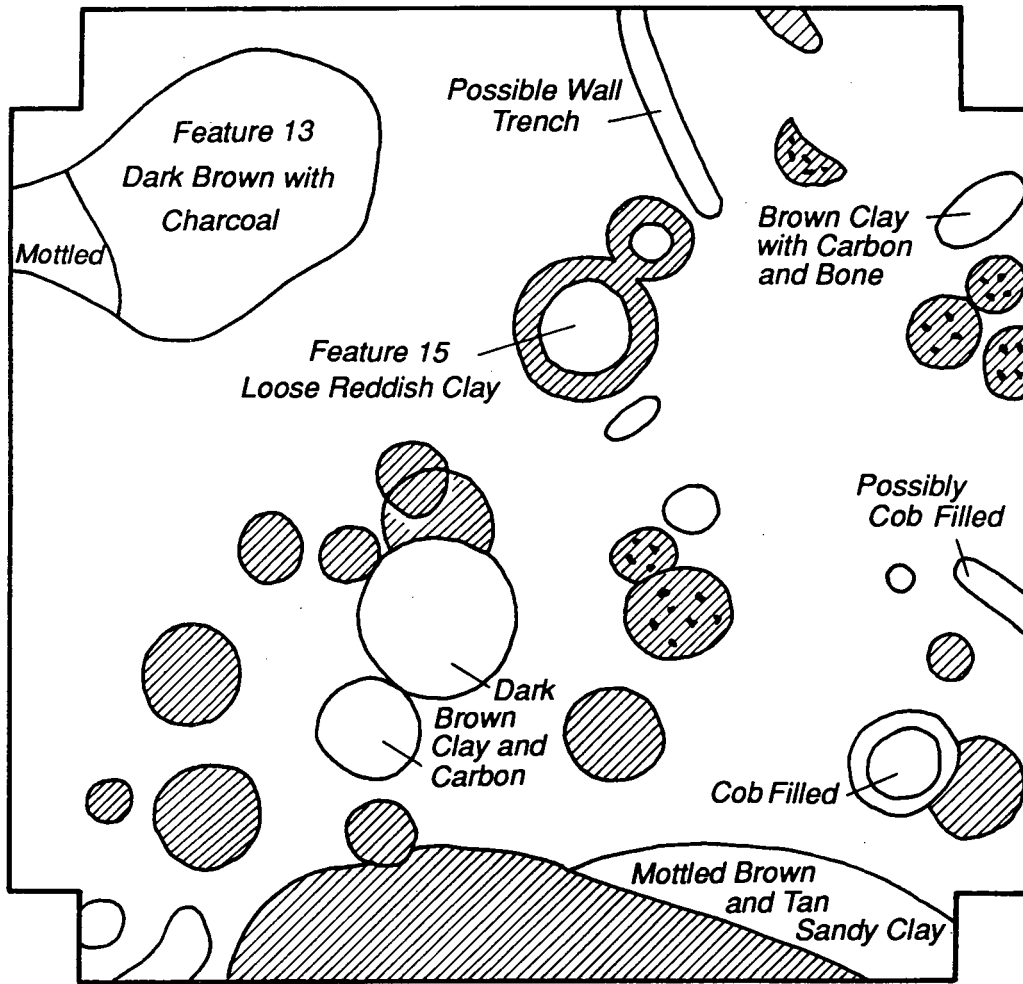 Possible Wall
Trench
Feature 13
Dark Brown with
Charcoal
Mottled
Brown Clay
with Carbon
and Bone
Feature 15
Loose Reddish Clay
Possibly
Cob Filled
Dark
Brown
Clay and
Carbon
Cob Filled
Mottled Brown
and Tan
Sandy Clay